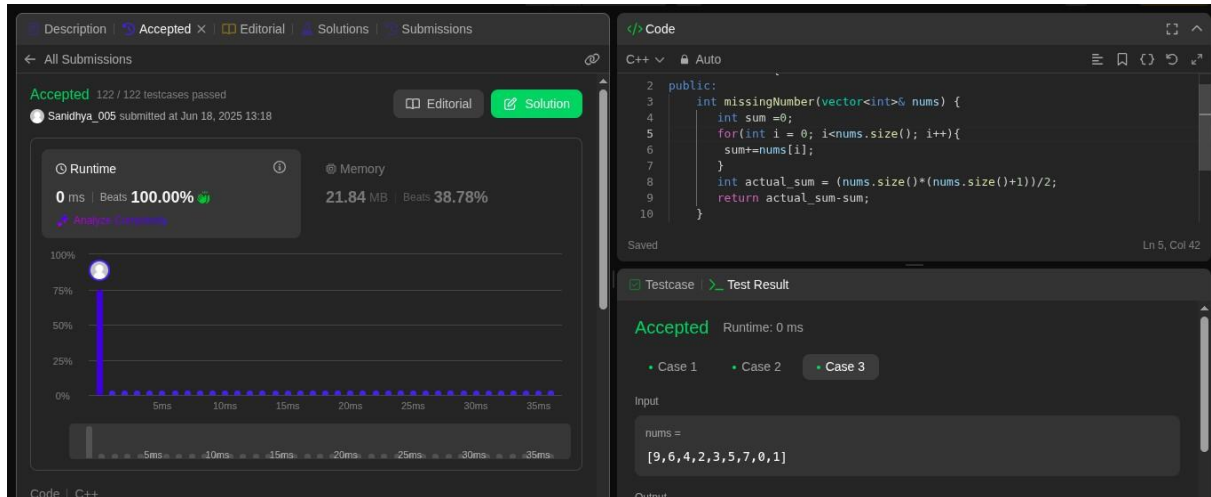 Description
Accepted
Editorial
Solutions
Submissions
All Submissions
Accepted 122 / 122 testcases passed
Sanidhya_005 submitted at Jun 18, 2025 13:18
Editorial
Solution
Runtime
0 ms | Beats 100.00%
Analyze Complexity
Memory
21.84 MB | Beats 38.78%
100%
75%
50%
25%
0%
5ms 10ms 15ms 20ms 25ms 30ms 35ms
5ms 10ms 15ms 20ms 25ms 30ms 35ms
Code | C++
</> Code
C++ Auto
2 public:
3 int missingNumber(vector<int>& nums) {
4 int sum =0;
5 for(int i = 0; i<nums.size(); i++){
6 sum+=nums[i];
7 }
8 int actual_sum = (nums.size()*(nums.size()+1))/2;
9 return actual_sum-sum;
10 }
Saved
Ln 5, Col 42
Testcase
Test Result
Accepted Runtime: 0 ms
• Case 1 • Case 2 • Case 3
Input
nums =
[9,6,4,2,3,5,7,0,1]
Output